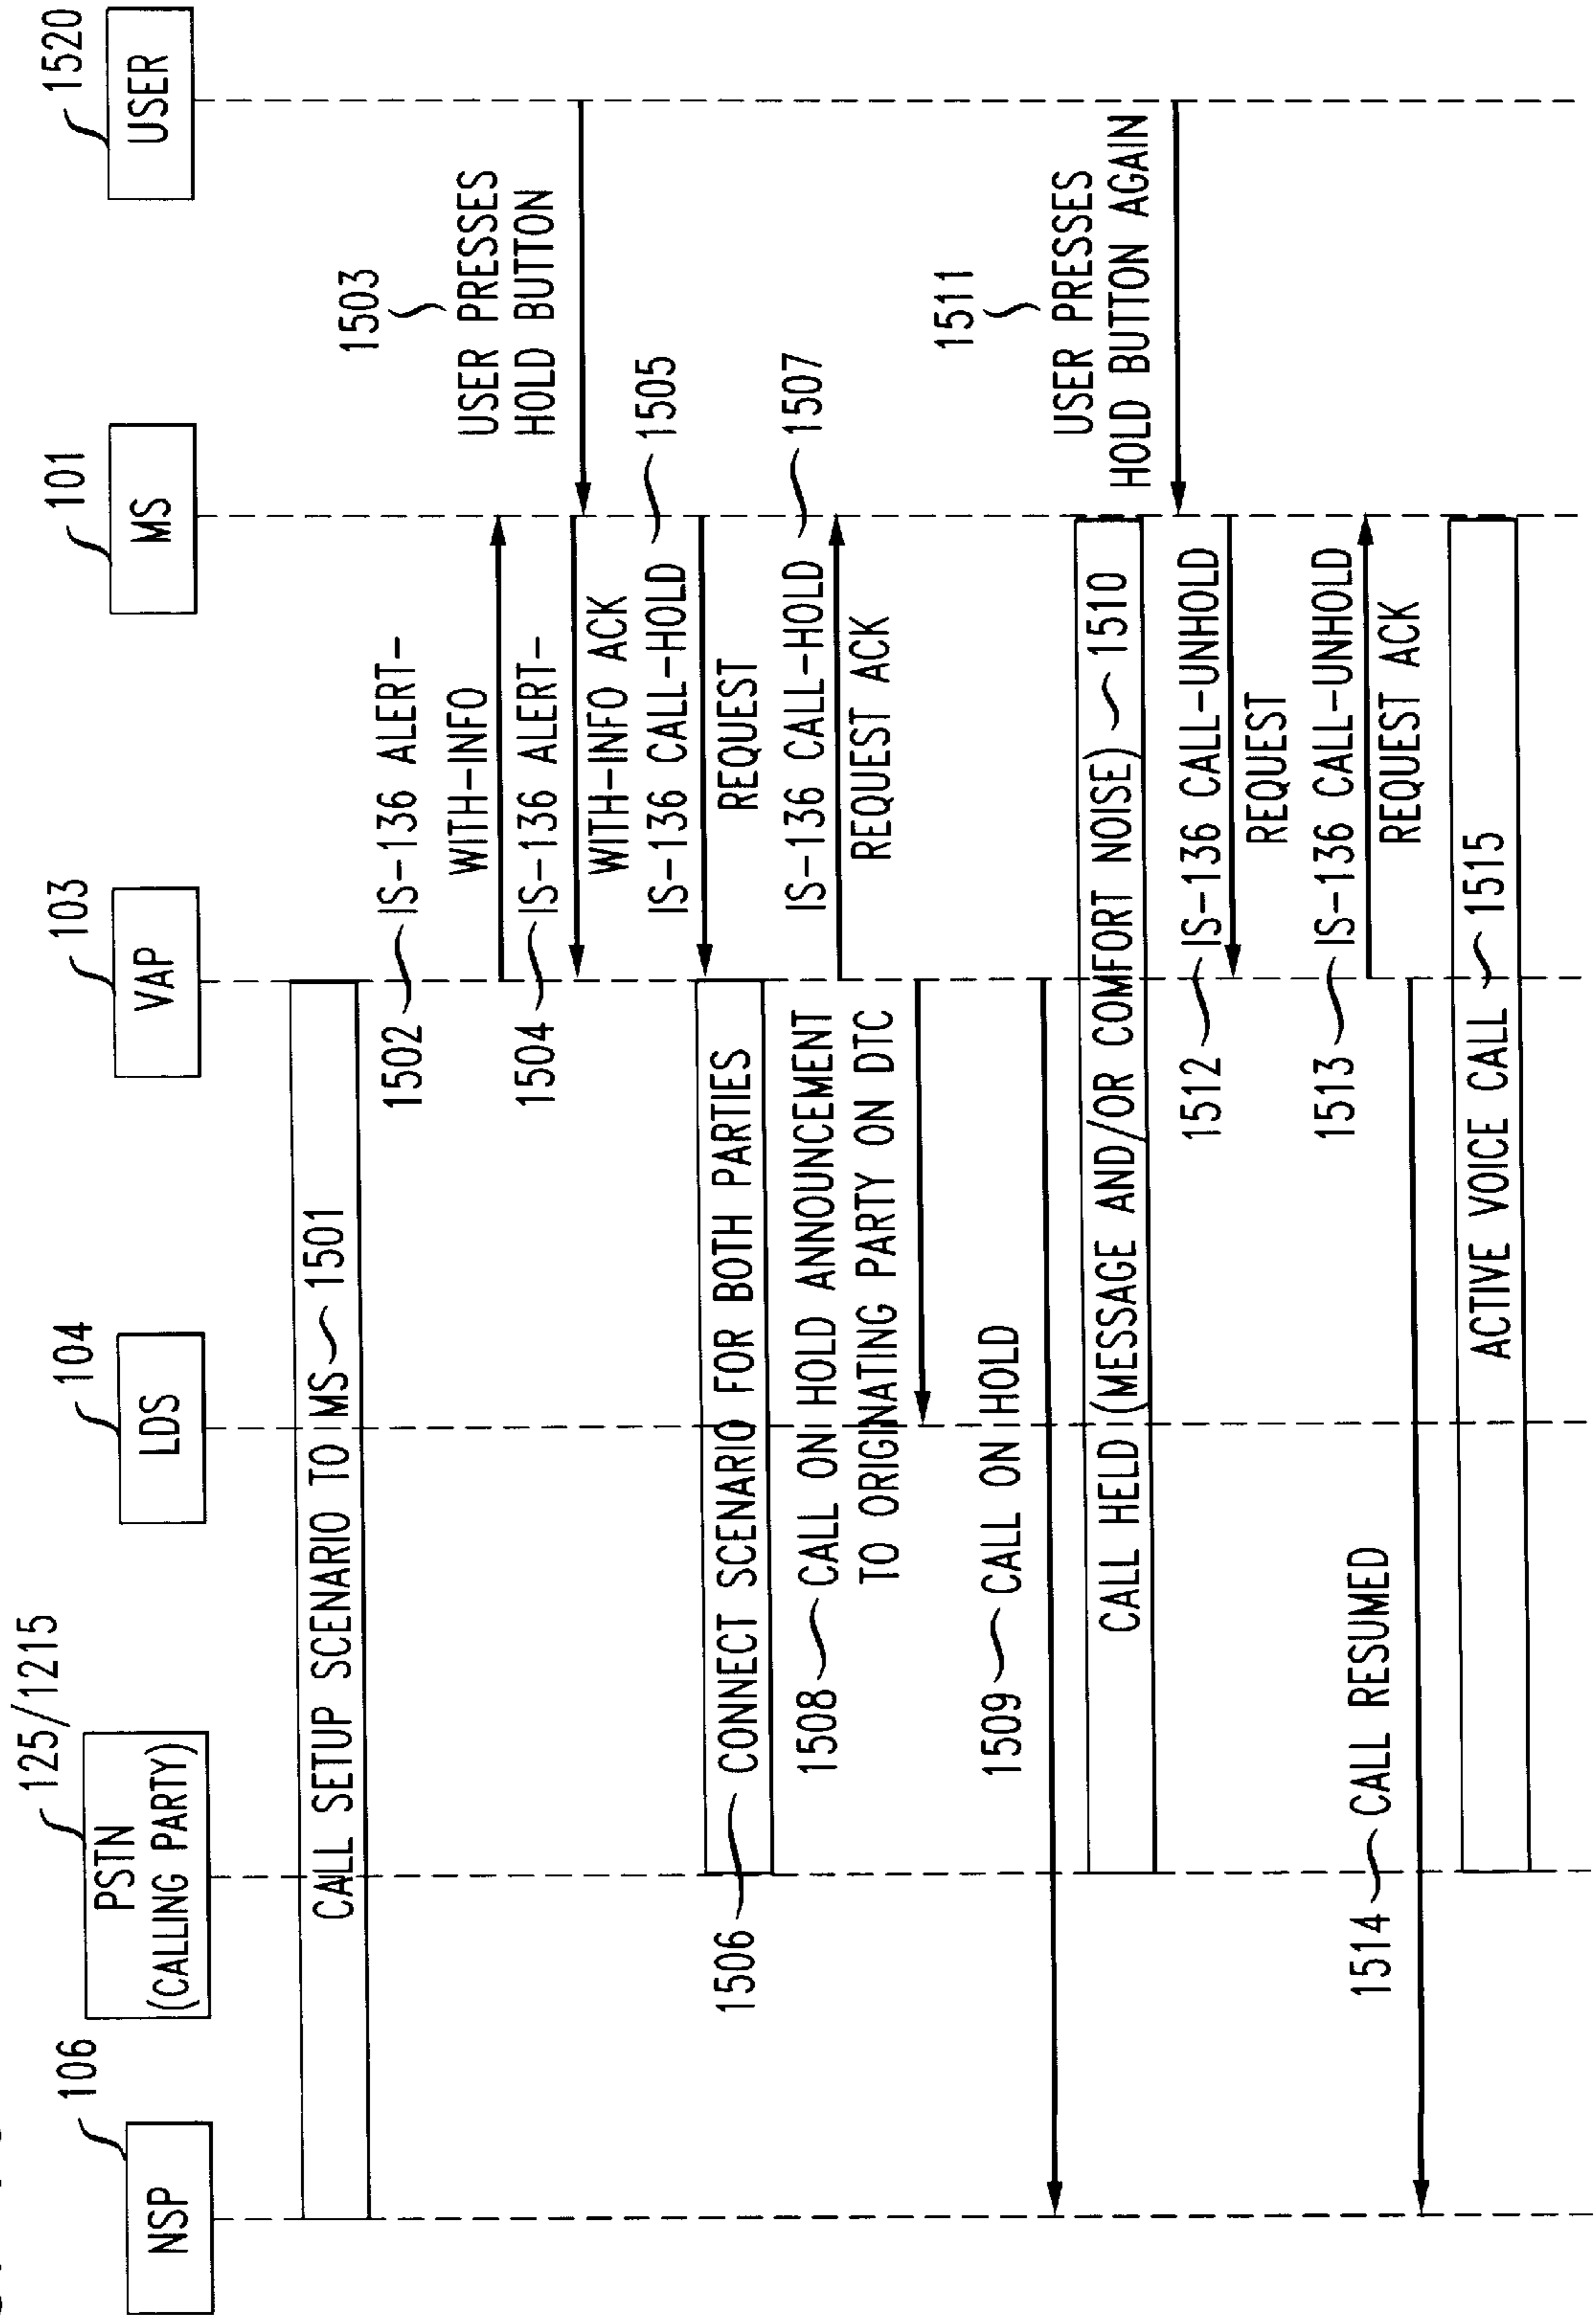 106
NSP
125/1215
PSTN
(CALLING PARTY)
104
LDS
103
VAP
101
MS
1520
USER
CALL SETUP SCENARIO TO MS 1501
1502 IS-136 ALERT-
WITH-INFO
1503
USER PRESSES
HOLD BUTTON
1504 IS-136 ALERT-
WITH-INFO ACK
IS-136 CALL-HOLD 1505
REQUEST
1506 CONNECT SCENARIO FOR BOTH PARTIES
IS-136 CALL-HOLD 1507
REQUEST ACK
1508 CALL ON HOLD ANNOUNCEMENT
TO ORIGINATING PARTY ON DTC
1509 CALL ON HOLD
CALL HELD (MESSAGE AND/OR COMFORT NOISE) 1510
1511
USER PRESSES
HOLD BUTTON AGAIN
1512 IS-136 CALL-UNHOLD
REQUEST
1513 IS-136 CALL-UNHOLD
REQUEST ACK
1514 CALL RESUMED
ACTIVE VOICE CALL 1515